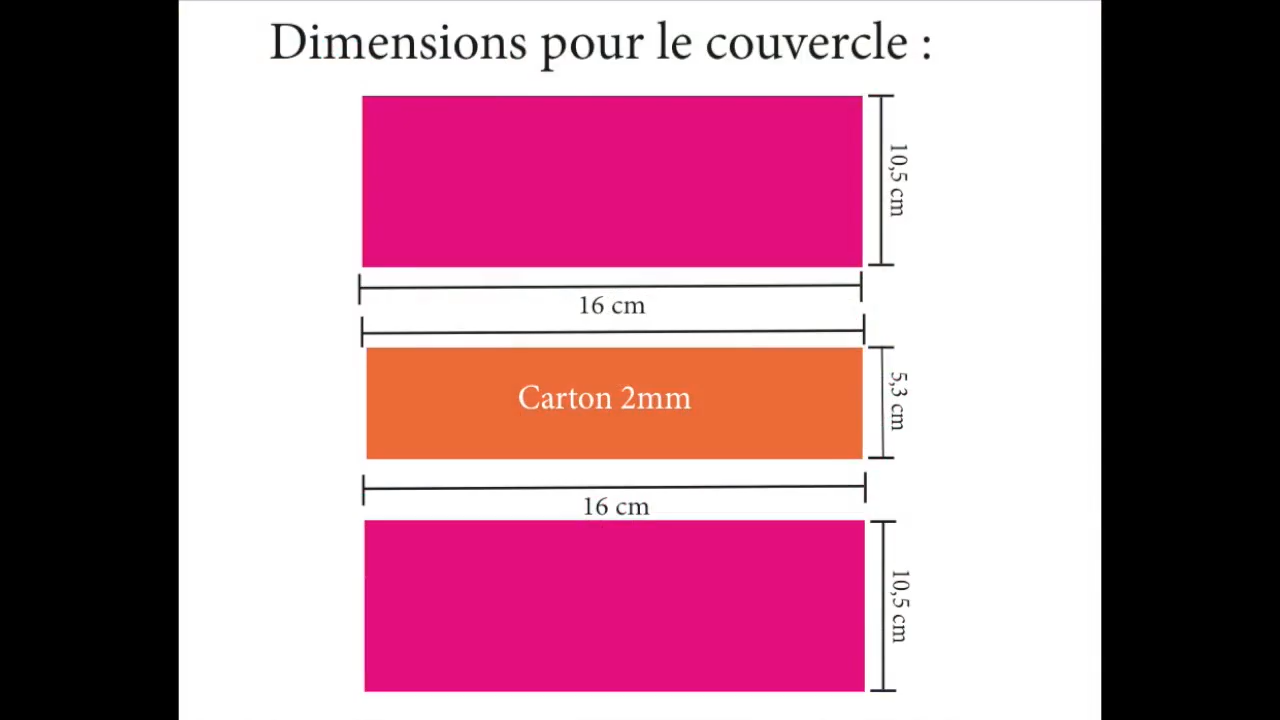 Dimensions pour le couvercle :
10,5 cm
16 cm
Carton 2mm
5,3 cm
16 cm
10,5 cm